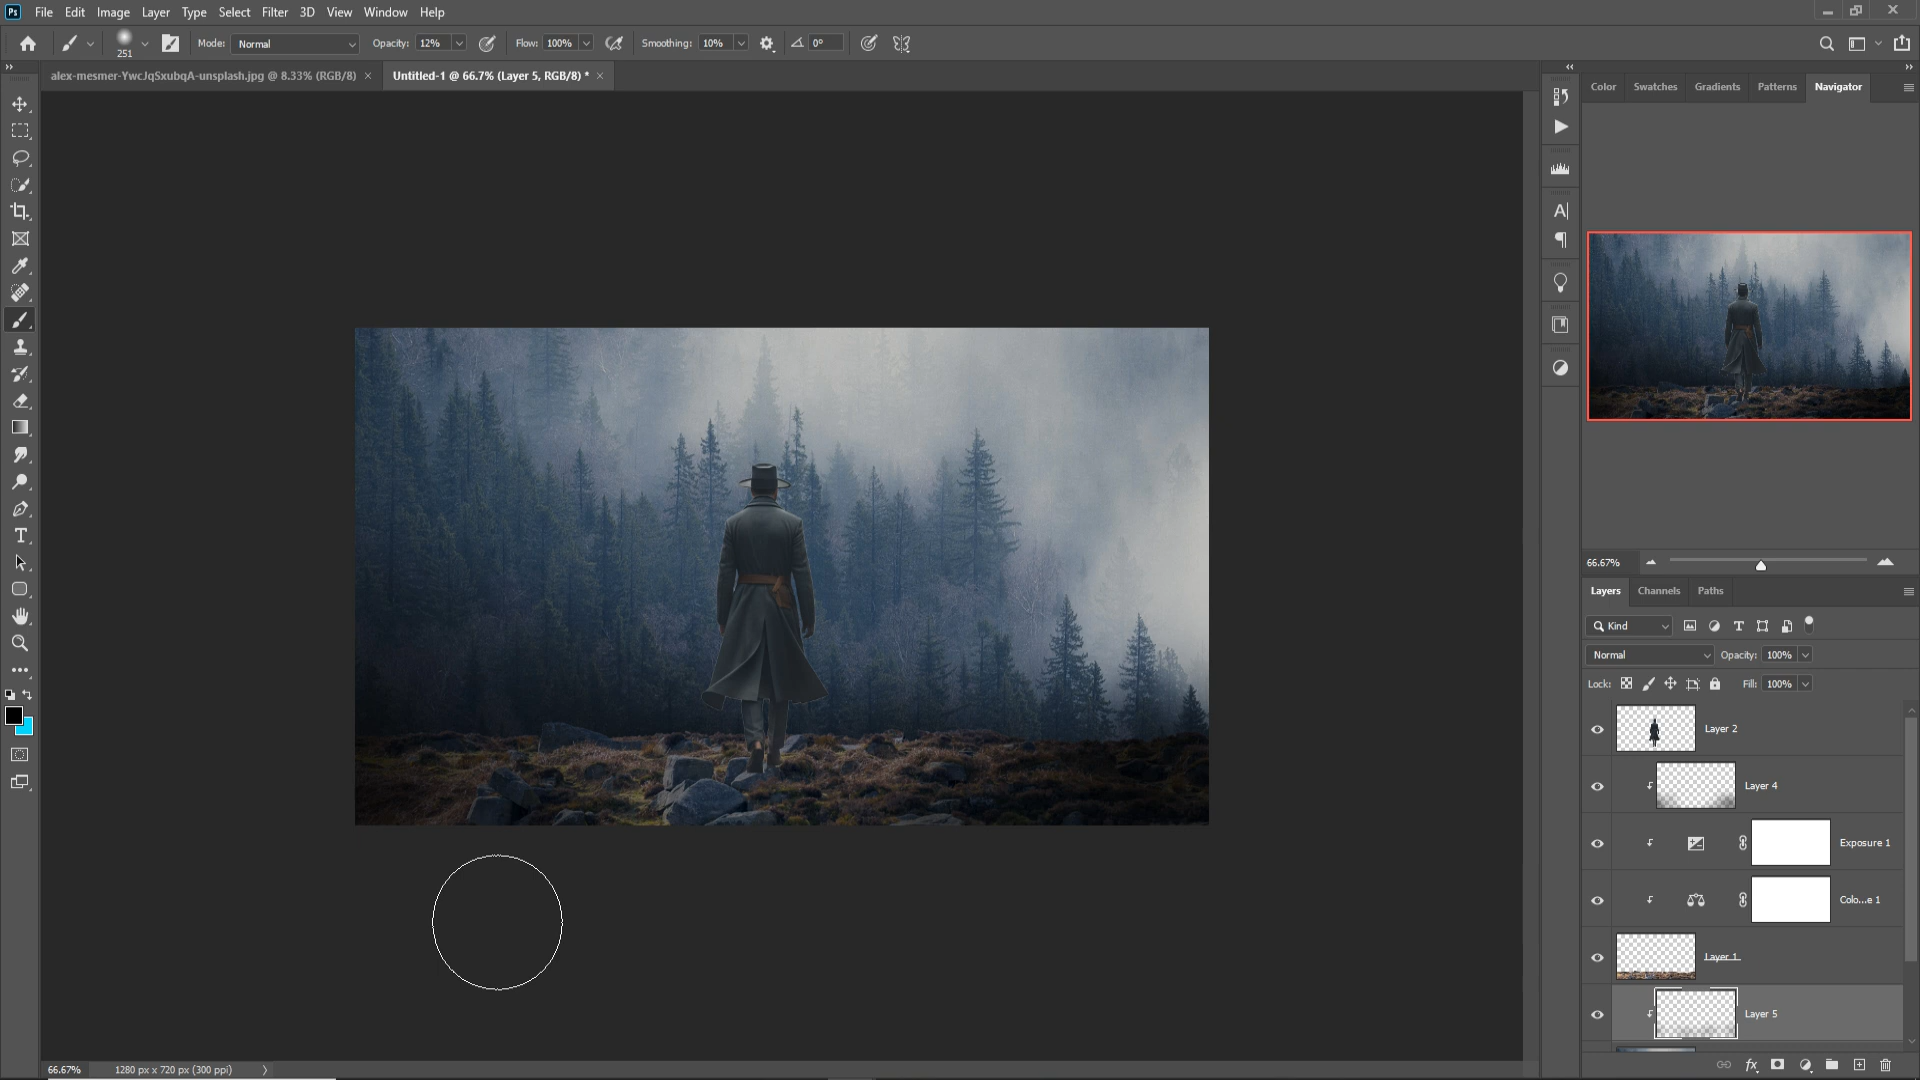 Ps File Edit Image Layer Type Select Filter 3D View Window Help
251 Mode: Normal Opacity: 12% Flow: 100% Smoothing: 10% 0°
alex-mesmer-YwcJqSxubqA-unsplash.jpg @ 8.33% (RGB/8) × Untitled-1 @ 66.7% (Layer 5, RGB/8) * ×
Color Swatches Gradients Patterns Navigator
66.67%
Layers Channels Paths
Kind
Normal Opacity: 100%
Lock: Fill: 100%
Layer 2
Layer 4
Exposure 1
Colo...e 1
Layer 1
Layer 5
fx
66.67% 1280 px x 720 px (300 ppi)